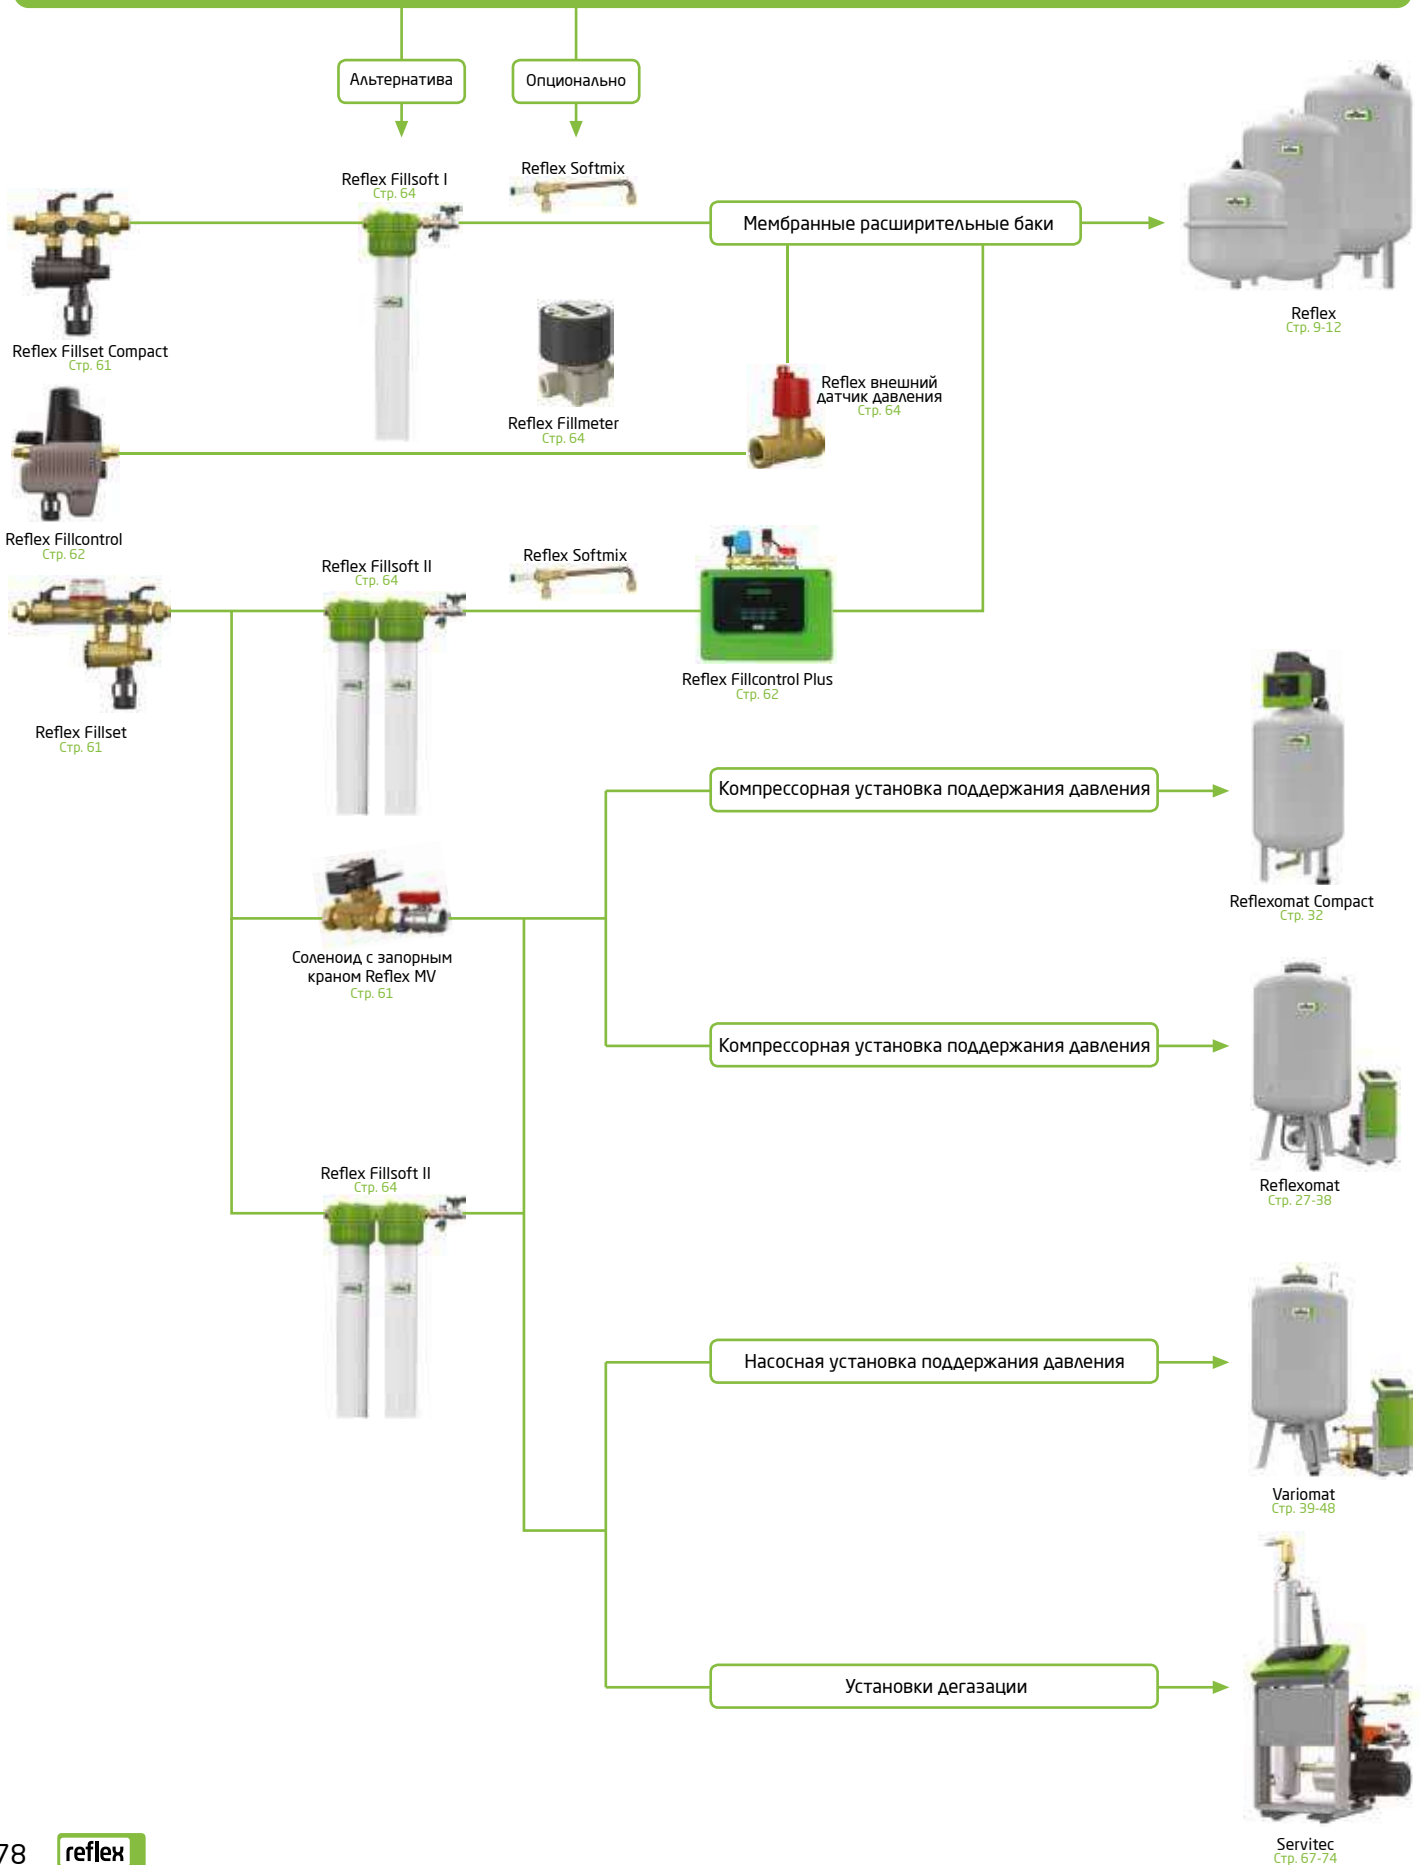 Альтернатива
Опционально
Reflex Softmix
Reflex Fillsoft I
Стр. 64
Мембранные расширительные баки
Reflex
Стр. 9-12
Reflex Fillset Compact
Стр. 61
Reflex внешний
датчик давления
Стр. 64
Reflex Fillmeter
Стр. 64
Reflex Fillcontrol
Стр. 62
Reflex Softmix
Reflex Fillsoft II
Стр. 64
Reflex Fillcontrol Plus
Стр. 62
Reflex Fillset
Стр. 61
Компрессорная установка поддержания давления
Reflexomat Compact
Стр. 32
Соленоид с запорным
краном Reflex MV
Стр. 61
Компрессорная установка поддержания давления
Reflex Fillsoft II
Стр. 64
Reflexomat
Стр. 27-38
Насосная установка поддержания давления
Variomat
Стр. 39-48
Установки дегазации
Servitec
Стр. 67-74
78
reflex